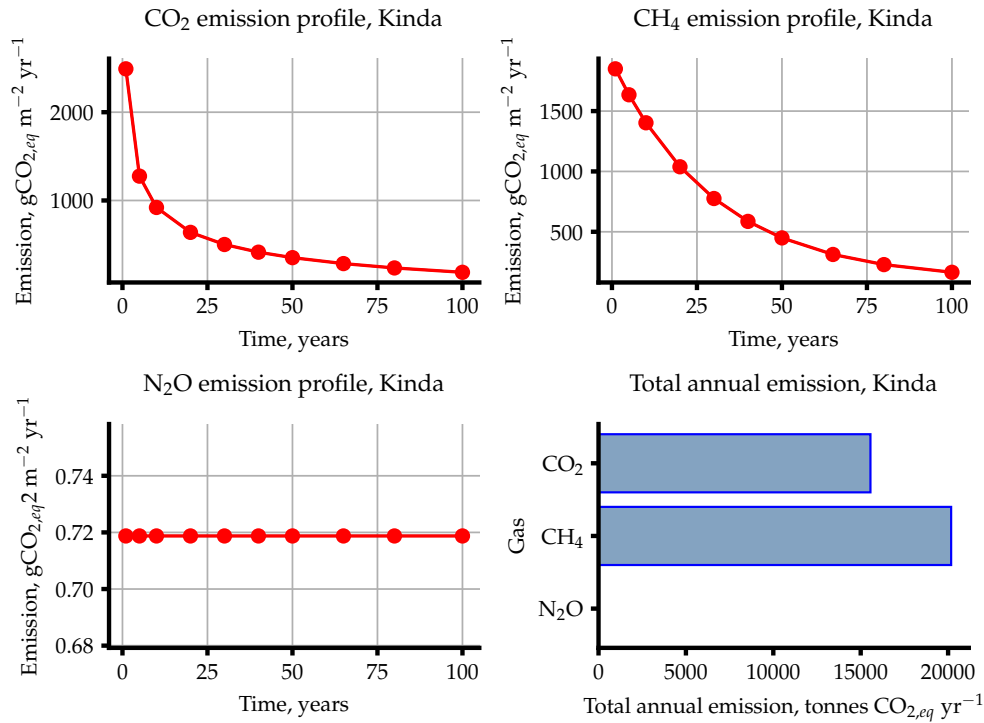 CO₂ emission profile, Kinda
Emission, gCO₂,eq m⁻² yr⁻¹
2000
1000
0
25
50
75
100
Time, years
CH₄ emission profile, Kinda
Emission, gCO₂,eq m⁻² yr⁻¹
1500
1000
500
0
25
50
75
100
Time, years
N₂O emission profile, Kinda
Emission, gCO₂,eq2 m⁻² yr⁻¹
0.74
0.72
0.70
0.68
0
25
50
75
100
Time, years
Total annual emission, Kinda
Gas
CO₂
CH₄
N₂O
0
5000
10000
15000
20000
Total annual emission, tonnes CO₂,eq yr⁻¹